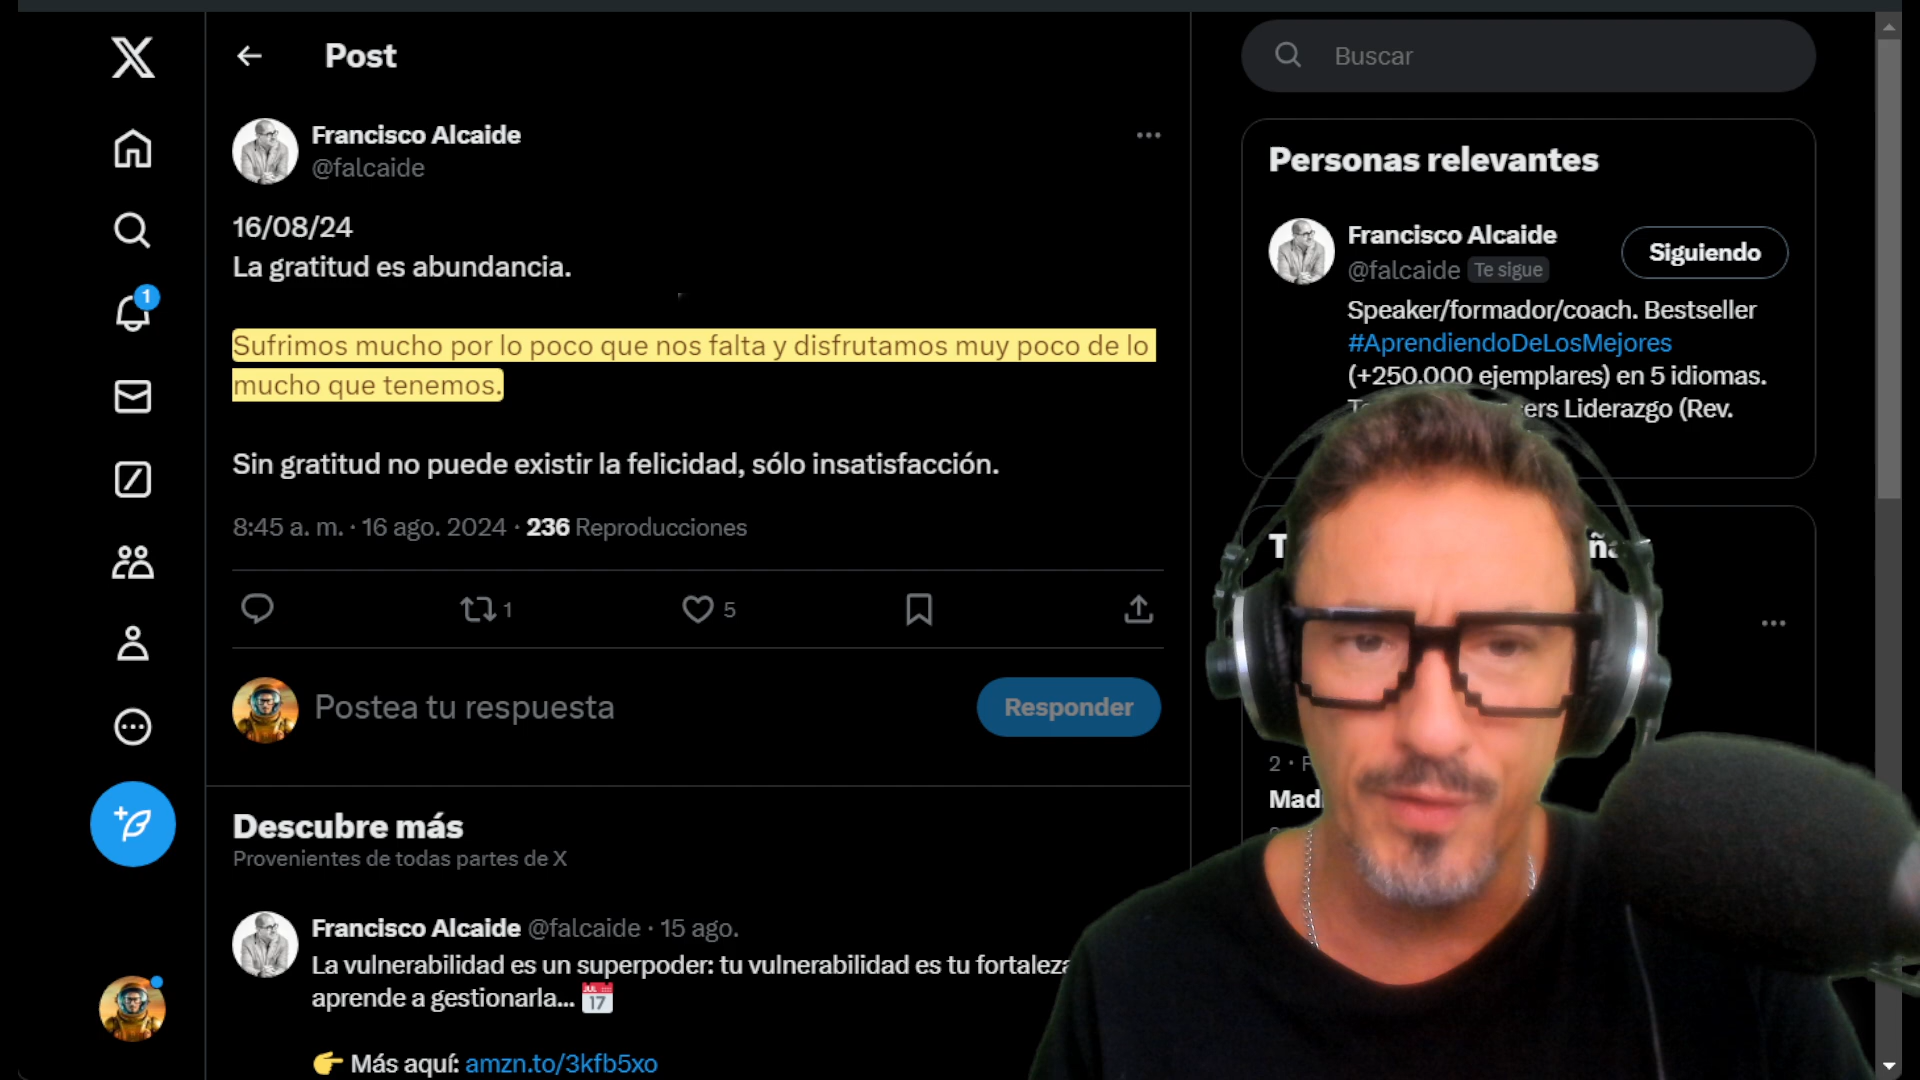 Post
Francisco Alcaide
@falcaide
16/08/24
La gratitud es abundancia.
Sufrimos mucho por lo poco que nos falta y disfrutamos muy poco de lo
mucho que tenemos.
Sin gratitud no puede existir la felicidad, sólo insatisfacción.
8:45 a. m. · 16 ago. 2024 · 236 Reproducciones
1
5
Postea tu respuesta
Responder
Descubre más
Provenientes de todas partes de X
Francisco Alcaide @falcaide · 15 ago.
La vulnerabilidad es un superpoder: tu vulnerabilidad es tu fortaleza
aprende a gestionarla... 📅
👉 Más aquí: amzn.to/3kfb5xo
1
Buscar
Personas relevantes
Francisco Alcaide
@falcaide Te sigue
Siguiendo
Speaker/formador/coach. Bestseller
#AprendiendoDeLosMejores
(+250.000 ejemplares) en 5 idiomas.
Liderazgo (Rev.
2 ·